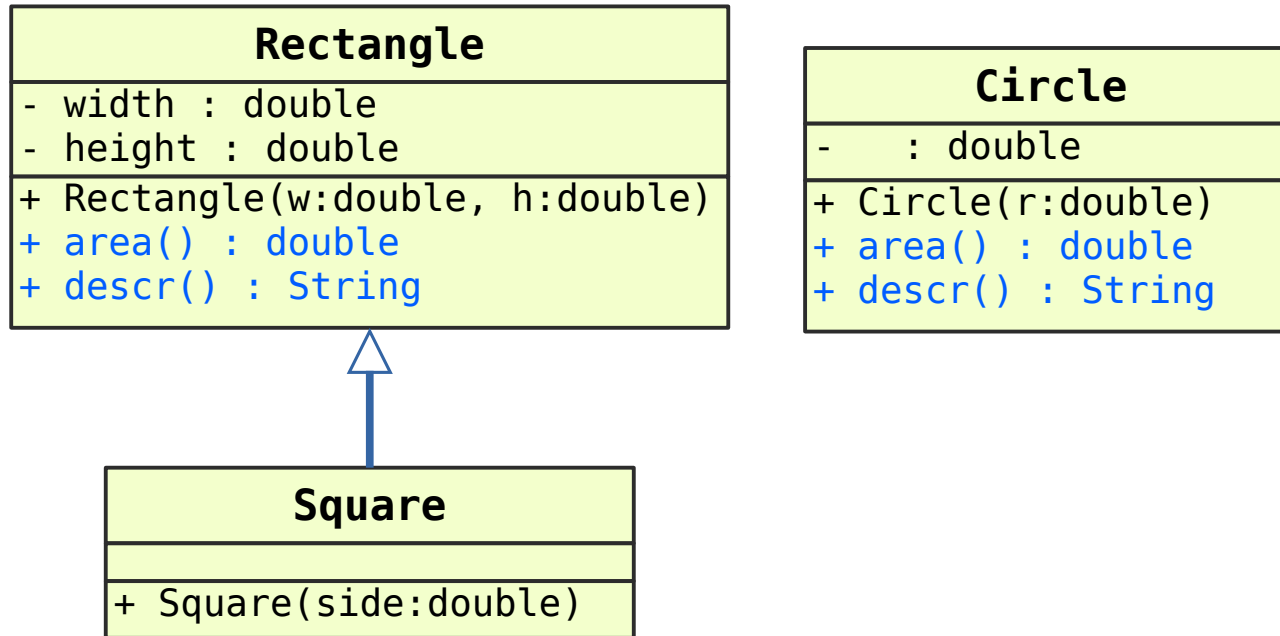 Rectangle
- width : double
- height : double
+ Rectangle(w:double, h:double)
+ area() : double
+ descr() : String
Circle
-   : double
+ Circle(r:double)
+ area() : double
+ descr() : String
Square
+ Square(side:double)